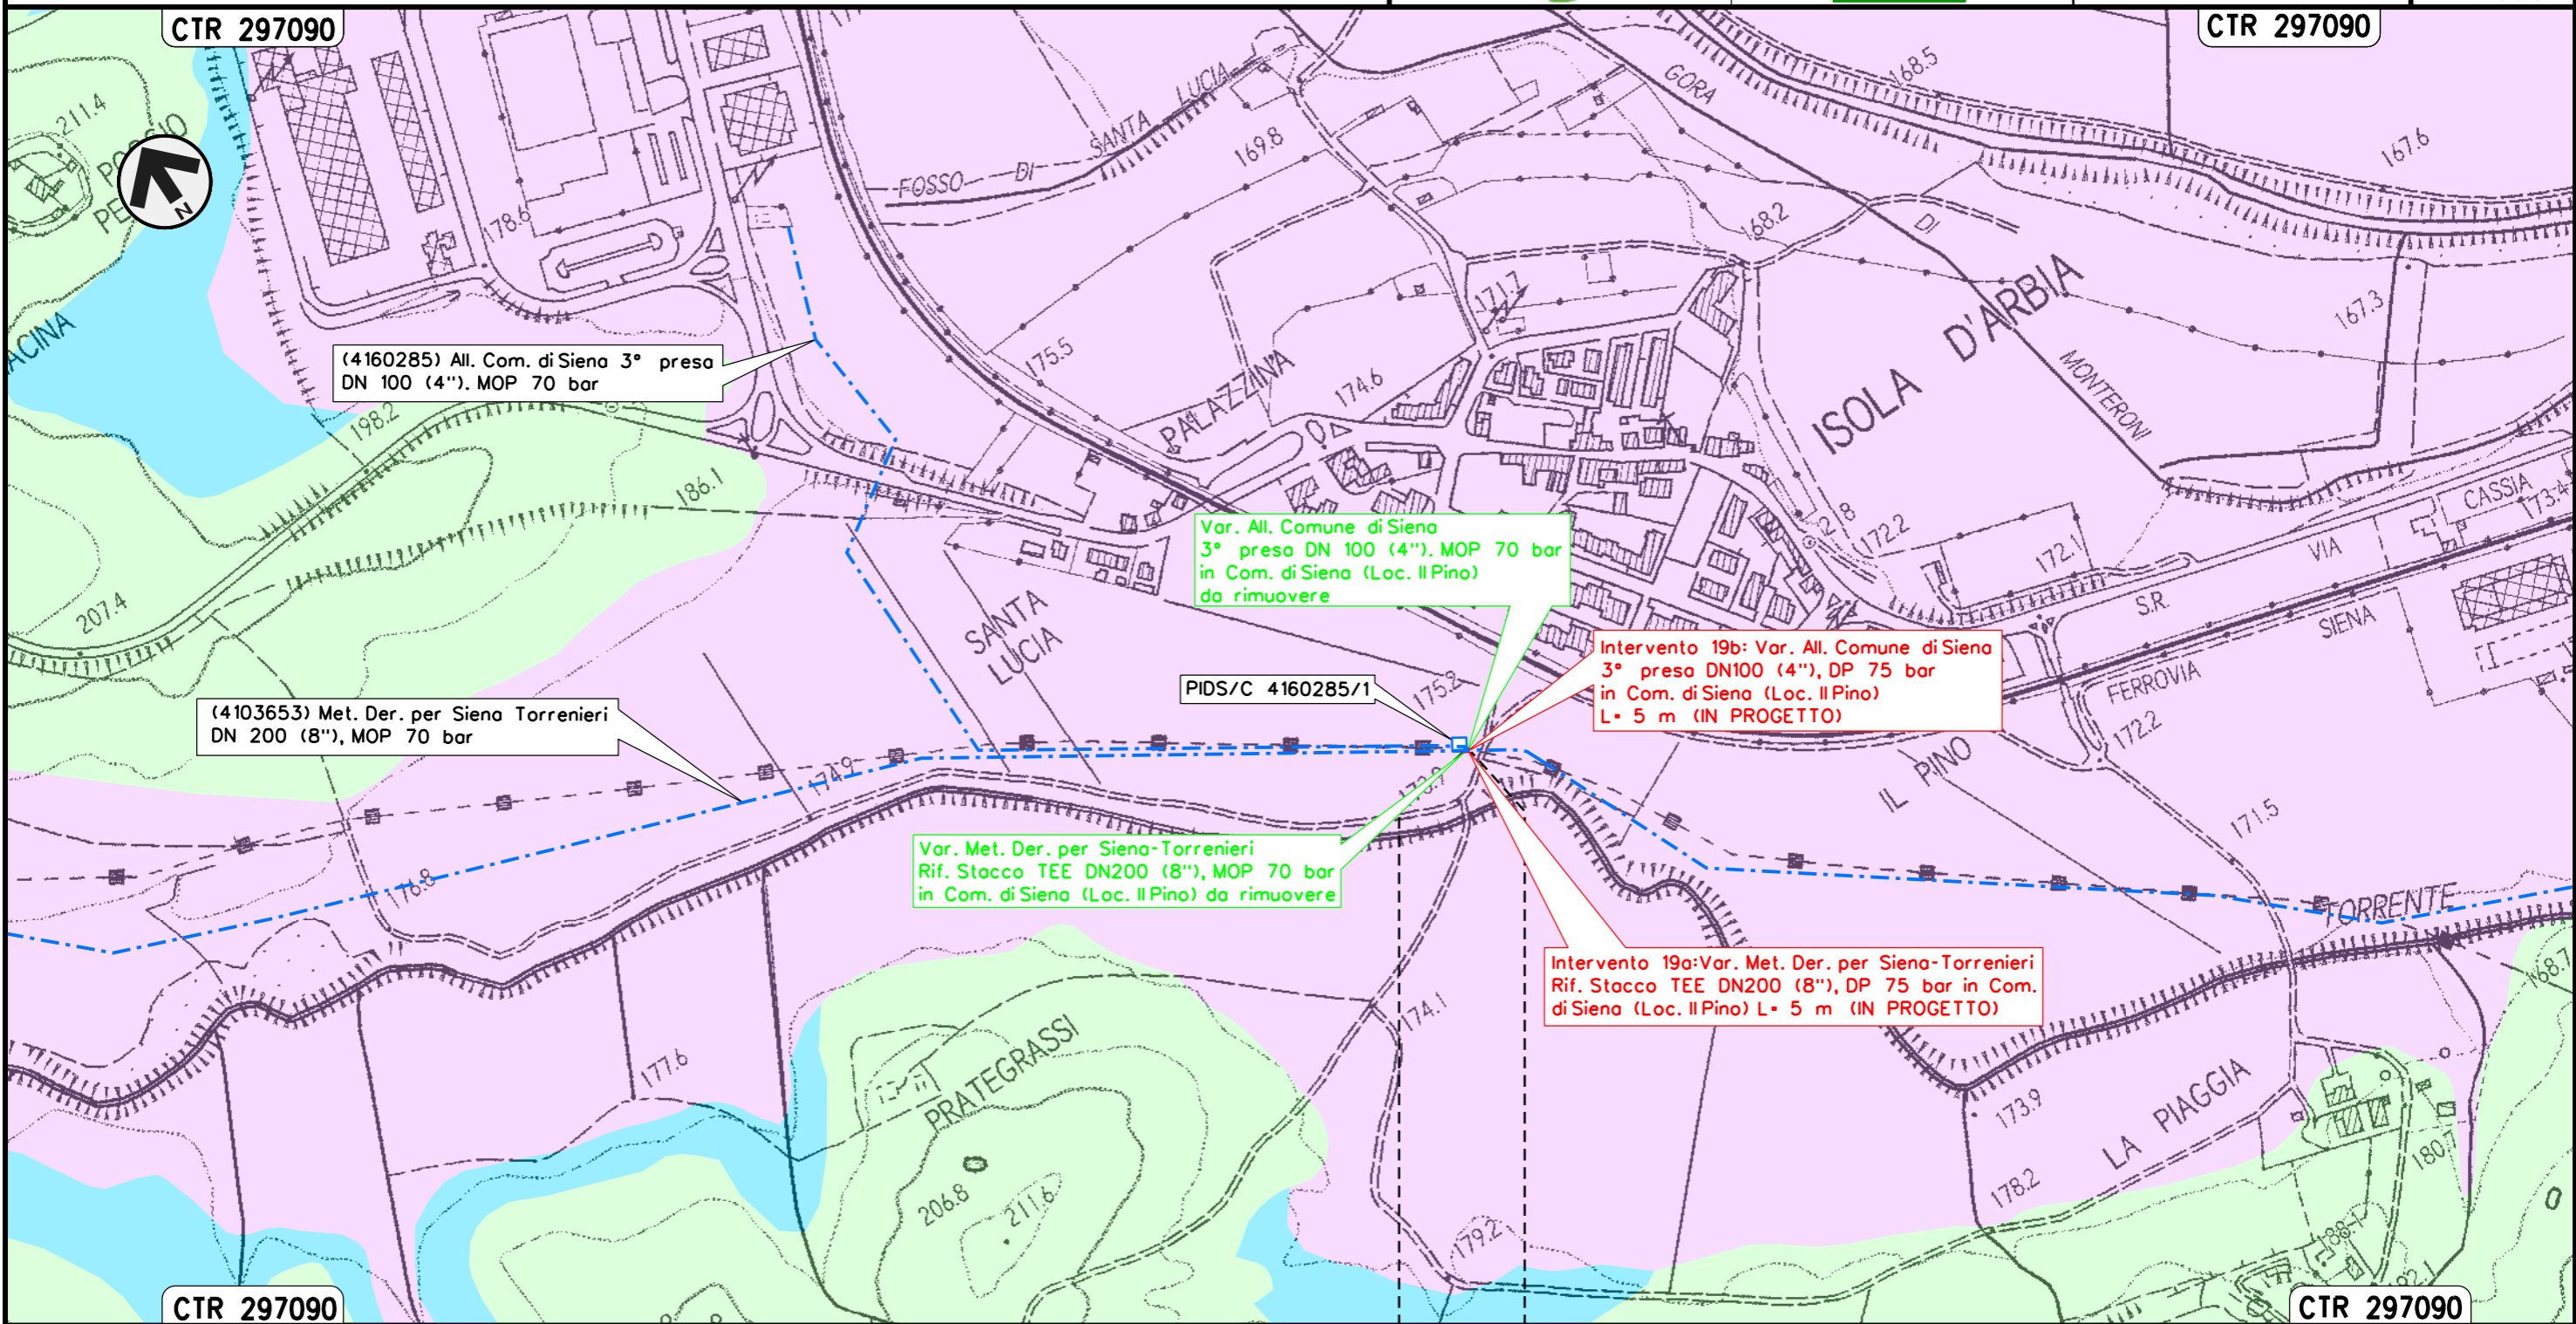 CTR 297090
CTR 297090
211.4
POGGIO
178.6
FOSSO DI SANTA LUCIA
169.8
GORA
168.5
167.6
N
168.2
DI
171.7
ISOLA D'ARBIA
167.3
MONTERONI
ACINA
(4160285) All. Com. di Siena 3° presa
DN 100 (4"). MOP 70 bar
175.5
PALAZZINA
174.6
198.2
186.1
CASSIA
173.4
172.2
172.1
VIA
S.R.
SIENA
FERROVIA
Var. All. Comune di Siena
3° presa DN 100 (4"). MOP 70 bar
in Com. di Siena (Loc. Il Pino)
da rimuovere
207.4
SANTA
LUCIA
Intervento 19b: Var. All. Comune di Siena
3° presa DN100 (4"), DP 75 bar
in Com. di Siena (Loc. Il Pino)
L= 5 m (IN PROGETTO)
PIDS/C 4160285/1
175.2
(4103653) Met. Der. per Siena Torrenieri
DN 200 (8"), MOP 70 bar
172.2
IL PINO
174.9
173.9
171.5
Var. Met. Der. per Siena-Torrenieri
Rif. Stacco TEE DN200 (8"), MOP 70 bar
in Com. di Siena (Loc. Il Pino) da rimuovere
176.8
TORRENTE
Intervento 19a:Var. Met. Der. per Siena-Torrenieri
Rif. Stacco TEE DN200 (8"), DP 75 bar in Com.
di Siena (Loc. Il Pino) L= 5 m (IN PROGETTO)
168.7
174.1
177.6
PRATEGRASSI
173.9
LA PIAGGIA
180.7
178.2
206.8
211.6
179.2
188.1
CTR 297090
CTR 297090